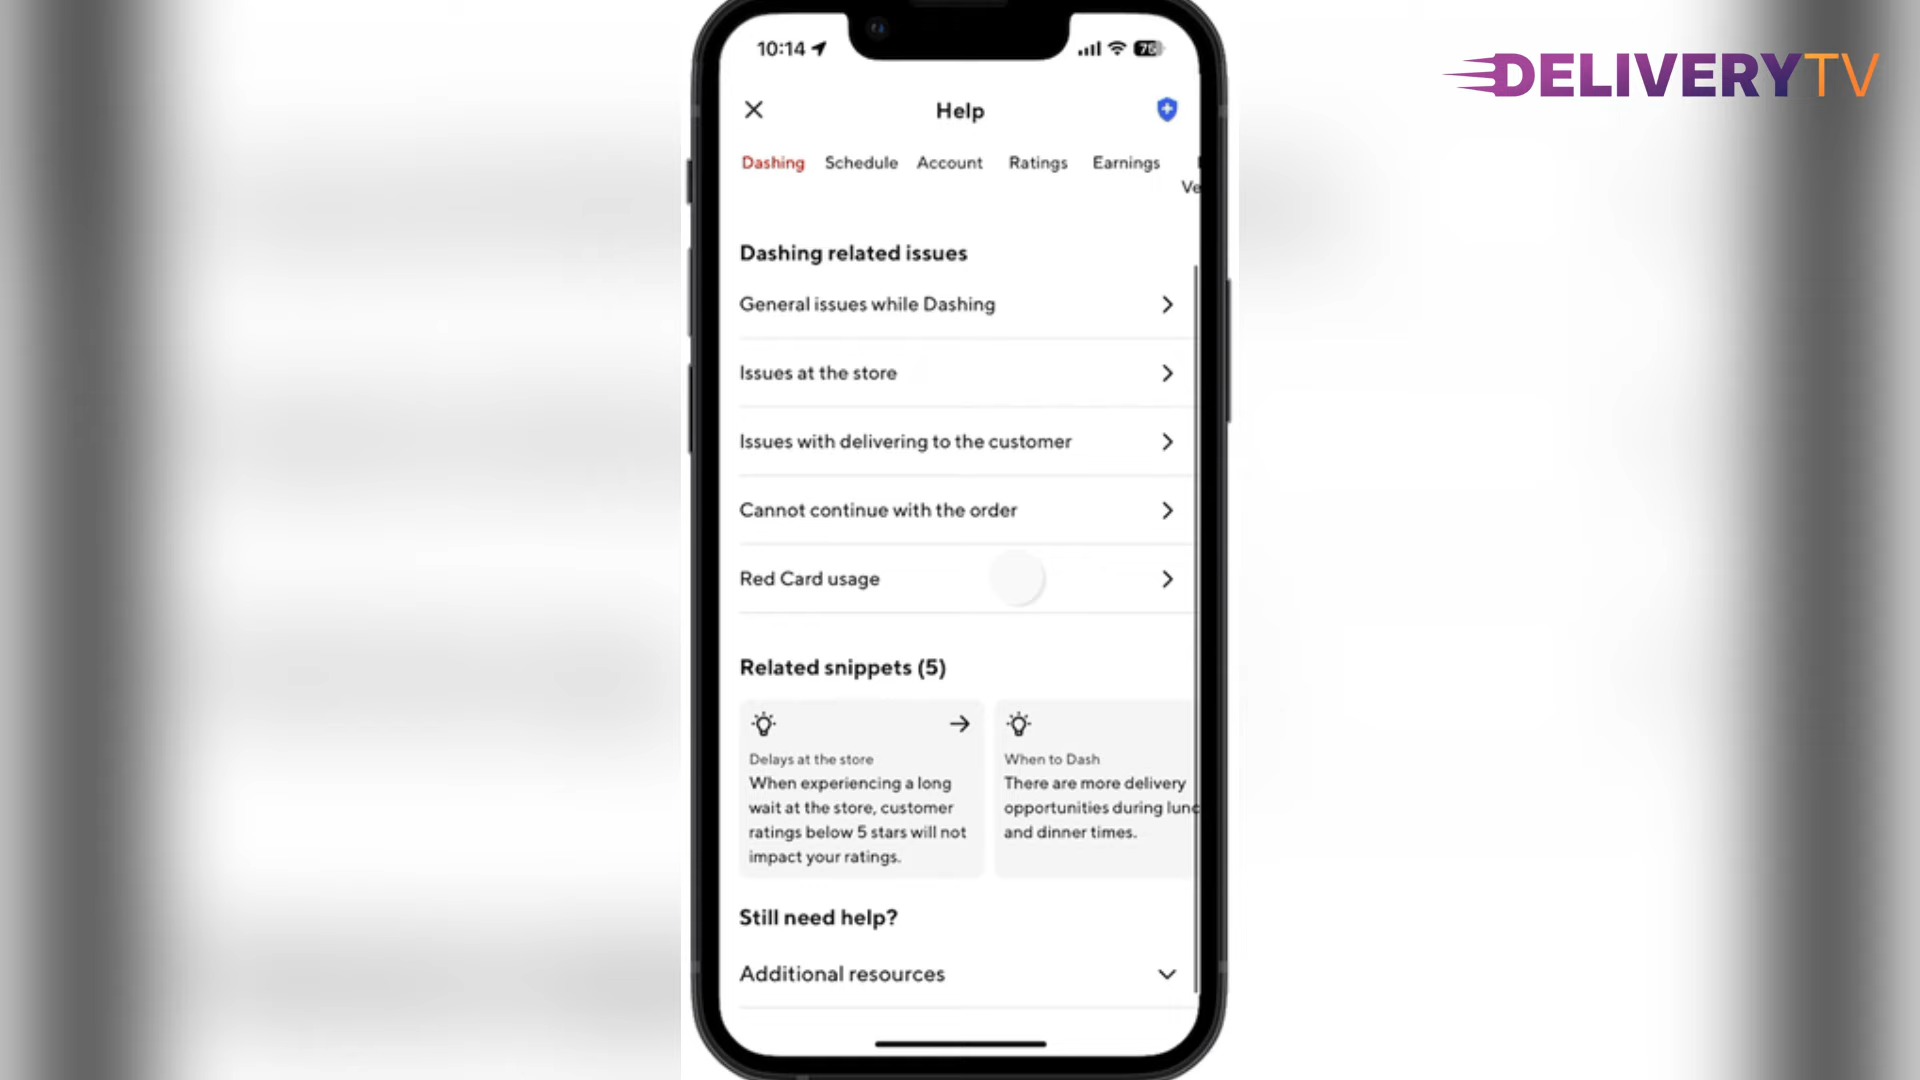 10:14
76
DELIVERYTV
Help
Dashing Schedule Account Ratings Earnings
Ve
Dashing related issues
General issues while Dashing
Issues at the store
Issues with delivering to the customer
Cannot continue with the order
Red Card usage
Related snippets (5)
Delays at the store
When experiencing a long
wait at the store, customer
ratings below 5 stars will not
impact your ratings.
When to Dash
There are more delivery
opportunities during lunc
and dinner times.
Still need help?
Additional resources